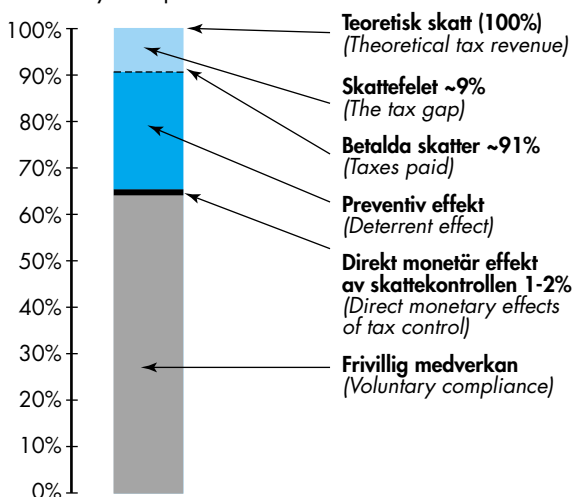 100%
90%
80%
70%
60%
50%
40%
30%
20%
10%
0%
Teoretisk skatt (100%)
(Theoretical tax revenue)
Skattefelet ~9%
(The tax gap)
Betalda skatter ~91%
(Taxes paid)
Preventiv effekt
(Deterrent effect)
Direkt monetär effekt
av skattekontrollen 1-2%
(Direct monetary effects
of tax control)
Frivillig medverkan
(Voluntary compliance)